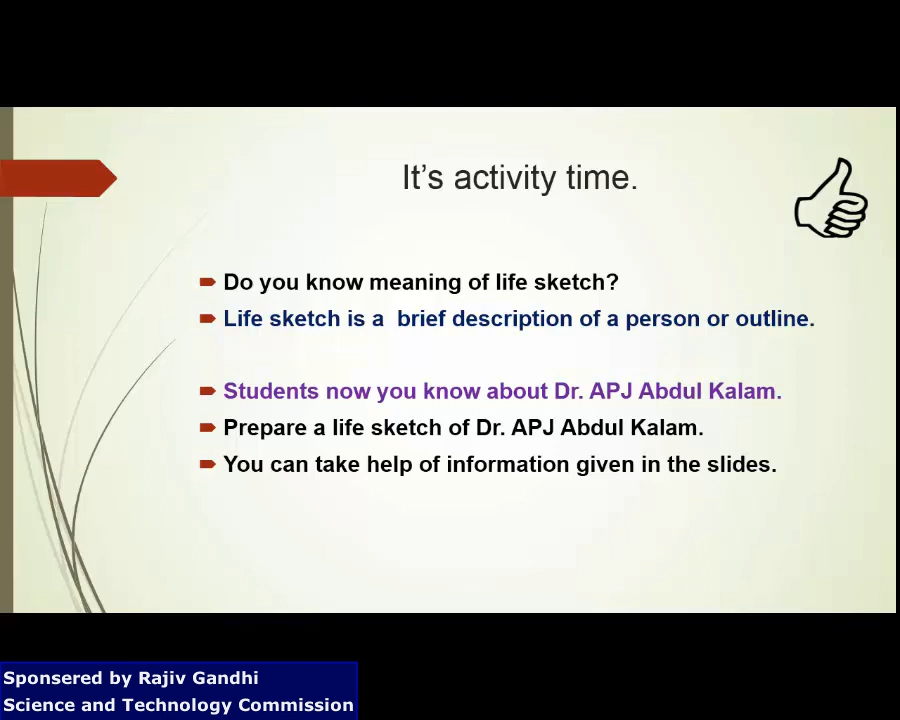 It's activity time.
Do you know meaning of life sketch?
Life sketch is a brief description of a person or outline.
Students now you know about Dr. APJ Abdul Kalam.
Prepare a life sketch of Dr. APJ Abdul Kalam.
You can take help of information given in the slides.
Sponsered by Rajiv Gandhi
Science and Technology Commission